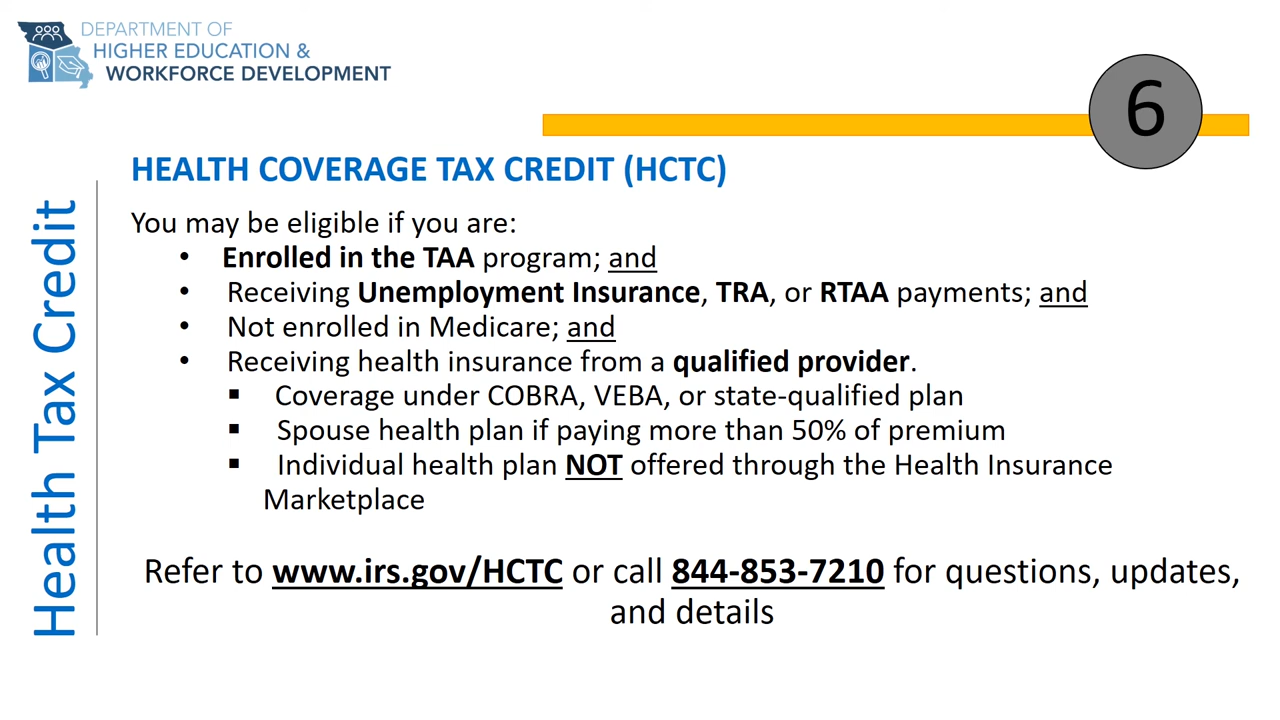 DEPARTMENT OF
HIGHER EDUCATION &
WORKFORCE DEVELOPMENT
6
Health Tax Credit
HEALTH COVERAGE TAX CREDIT (HCTC)
You may be eligible if you are:
• Enrolled in the TAA program; and
• Receiving Unemployment Insurance, TRA, or RTAA payments; and
• Not enrolled in Medicare; and
• Receiving health insurance from a qualified provider.
▪ Coverage under COBRA, VEBA, or state-qualified plan
▪ Spouse health plan if paying more than 50% of premium
▪ Individual health plan NOT offered through the Health Insurance
Marketplace
Refer to www.irs.gov/HCTC or call 844-853-7210 for questions, updates,
and details